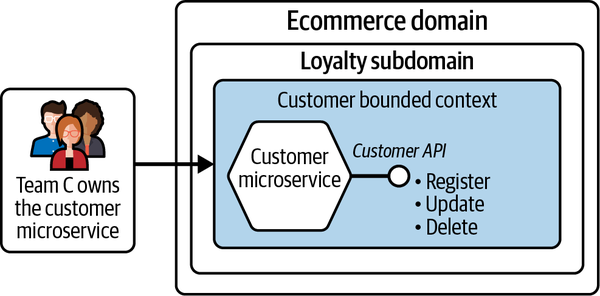 Ecommerce domain
Loyalty subdomain
Customer bounded context
Customer
microservice
Customer API
• Register
• Update
• Delete
Team C owns
the customer
microservice